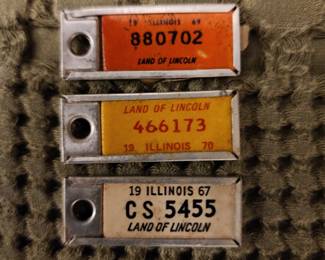 19 ILLINOIS 69
880702
LAND OF LINCOLN
LAND OF LINCOLN
466173
19 ILLINOIS 70
19 ILLINOIS 67
CS 5455
LAND OF LINCOLN